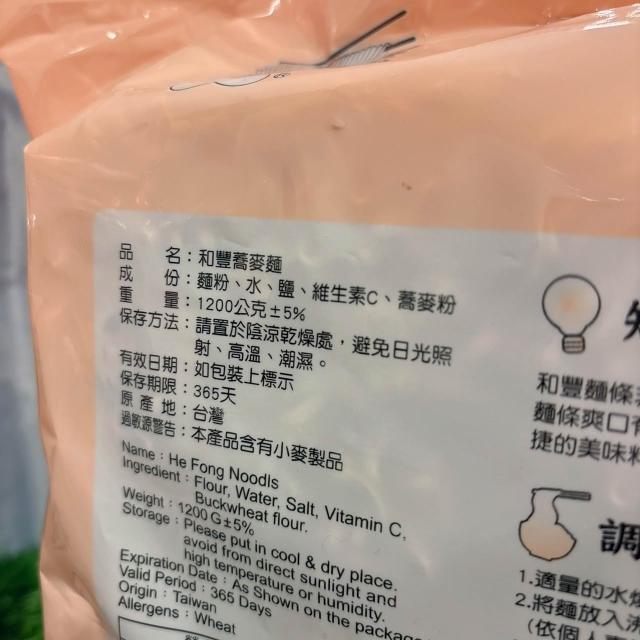 品　　名：和豐蕎麥麵
成　　份：麵粉、水、鹽、維生素C、蕎麥粉
重　　量：1200公克±5%
保存方法：請置於陰涼乾燥處，避免日光照
射、高溫、潮濕。
有效日期：如包裝上標示
保存期限：365天
原 產 地：台灣
過敏源警告：本產品含有小麥製品
Name：He Fong Noodls
Ingredient：Flour, Water, Salt, Vitamin C,
Buckwheat flour.
Weight：1200 G±5%
Storage：Please put in cool & dry place.
avoid from direct sunlight and
high temperature or humidity.
Expiration Date：As Shown on the package
Valid Period：365 Days
Origin：Taiwan
Allergens：Wheat
和豐麵條
麵條爽口
捷的美味
調
1.適量的水
2.將麵放入
(依個人